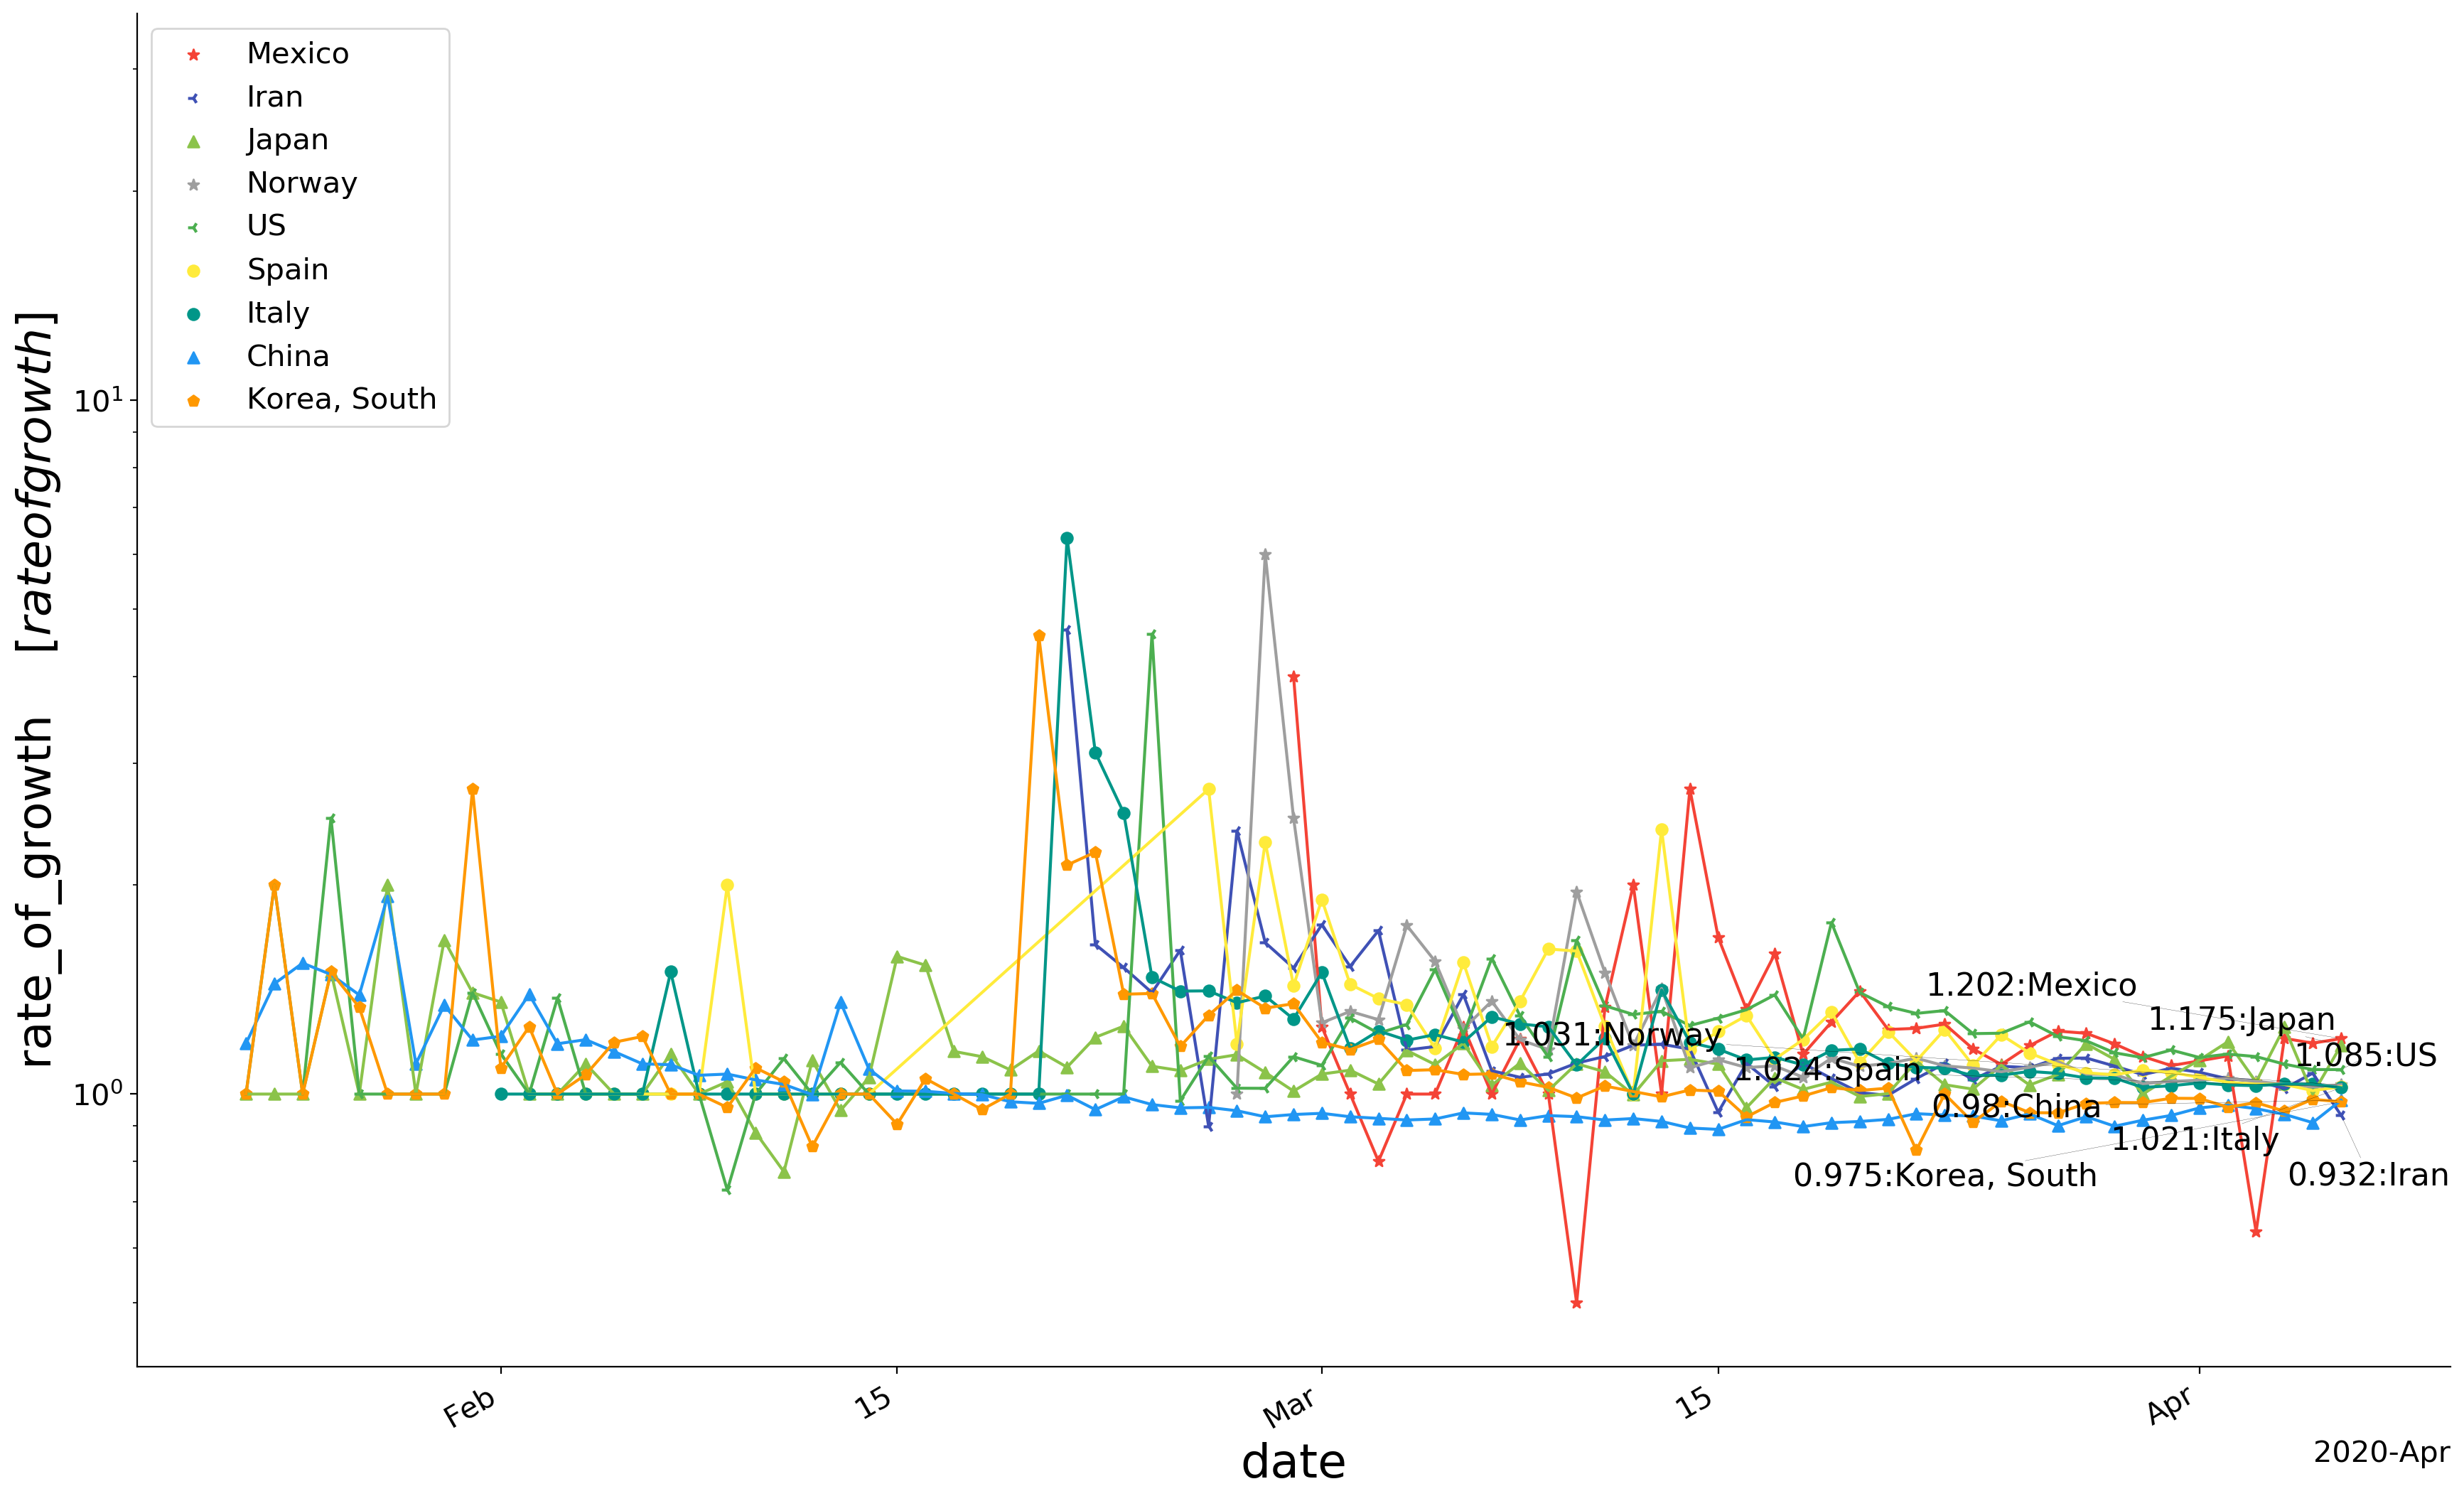 Mexico
Iran
Japan
Norway
US
Spain
Italy
China
Korea, South
rate_of_growth [rateofgrowth]
10¹
10⁰
1.202:Mexico
1.175:Japan
1.031:Norway
1.085:US
1.024:Spain
0.98:China
1.021:Italy
0.975:Korea, South
0.932:Iran
Feb
15
Mar
15
Apr
date
2020-Apr